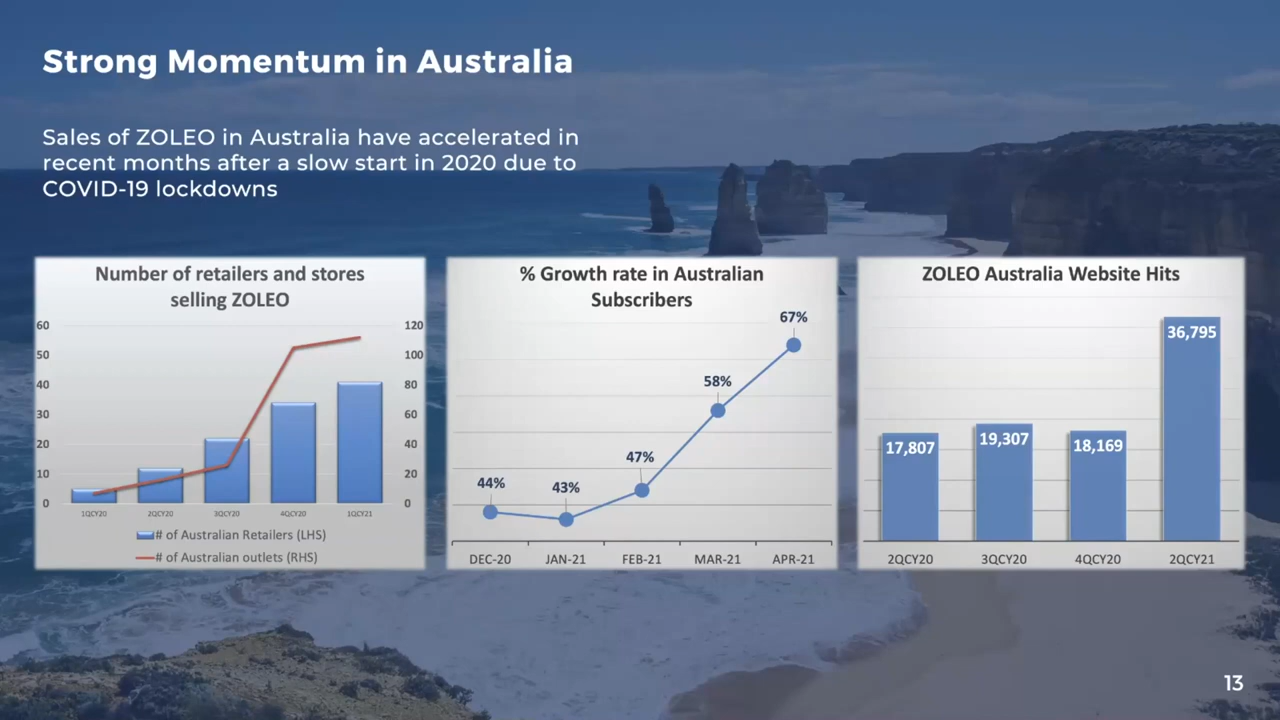 Strong Momentum in Australia
Sales of ZOLEO in Australia have accelerated in
recent months after a slow start in 2020 due to
COVID-19 lockdowns
Number of retailers and stores
selling ZOLEO
60
50
40
30
20
10
0
120
100
80
60
40
20
0
1QCY20 2QCY20 3QCY20 4QCY20 1QCY21
# of Australian Retailers (LHS)
# of Australian outlets (RHS)
% Growth rate in Australian
Subscribers
44%
43%
47%
58%
67%
DEC-20 JAN-21 FEB-21 MAR-21 APR-21
ZOLEO Australia Website Hits
17,807
19,307
18,169
36,795
2QCY20 3QCY20 4QCY20 2QCY21
13